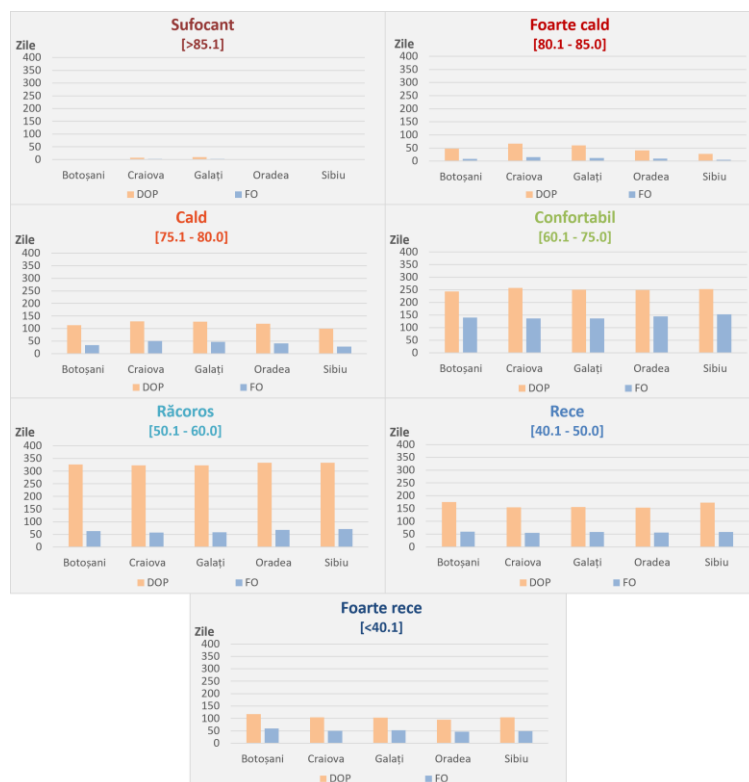 Sufocant
[>85.1]
Zile
400
350
300
250
200
150
100
50
0
Botoșani Craiova Galați Oradea Sibiu
DOP FO
Foarte cald
[80.1 - 85.0]
Zile
400
350
300
250
200
150
100
50
0
Botoșani Craiova Galați Oradea Sibiu
DOP FO
Cald
[75.1 - 80.0]
Zile
400
350
300
250
200
150
100
50
0
Botoșani Craiova Galați Oradea Sibiu
DOP FO
Confortabil
[60.1 - 75.0]
Zile
400
350
300
250
200
150
100
50
0
Botoșani Craiova Galați Oradea Sibiu
DOP FO
Răcoros
[50.1 - 60.0]
Zile
400
350
300
250
200
150
100
50
0
Botoșani Craiova Galați Oradea Sibiu
DOP FO
Rece
[40.1 - 50.0]
Zile
400
350
300
250
200
150
100
50
0
Botoșani Craiova Galați Oradea Sibiu
DOP FO
Foarte rece
[<40.1]
Zile
400
350
300
250
200
150
100
50
0
Botoșani Craiova Galați Oradea Sibiu
DOP FO